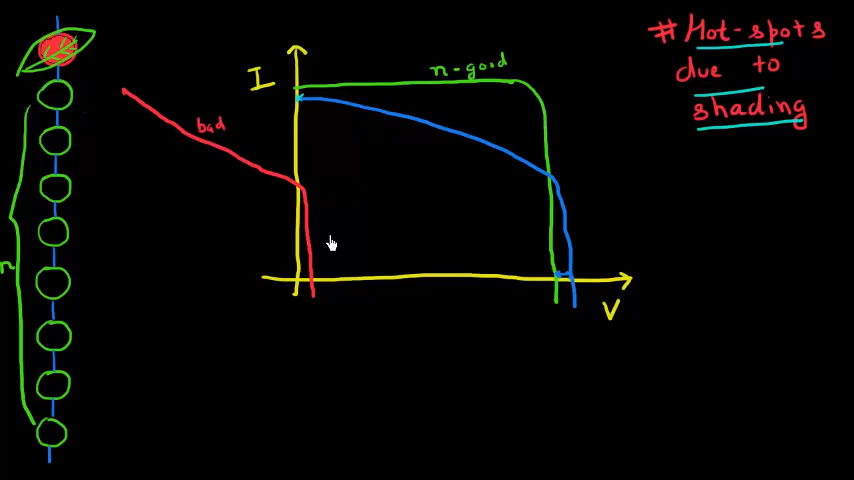 # Hot-spots
due to
shading
I
n-good
bad
n
V